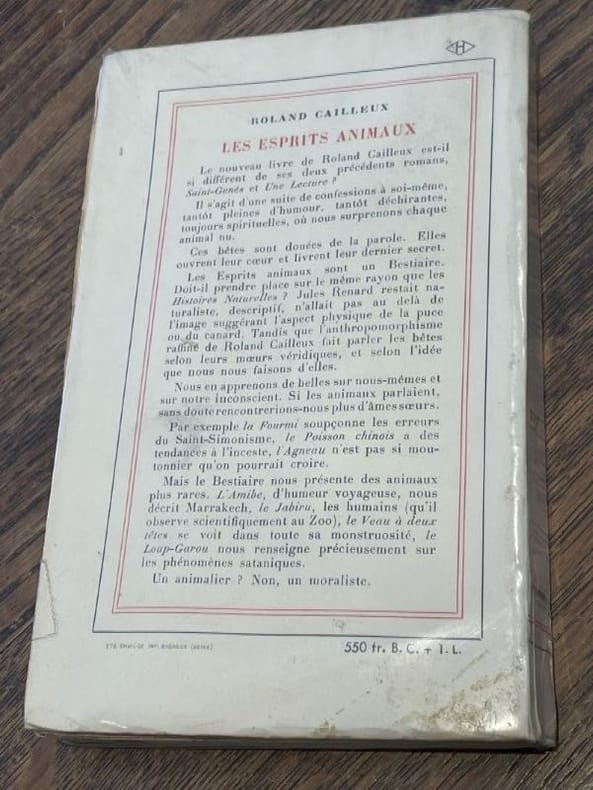 H
ROLAND CAILLEUX
LES ESPRITS ANIMAUX
Le nouveau livre de Roland Cailleux est-il
si différent de ses deux précédents romans,
Saint-Genès et Une Lecture ?
Il s'agit d'une suite de confessions à soi-même,
tantôt pleines d'humour, tantôt déchirantes,
toujours spirituelles, où nous surprenons chaque
animal nu.
Ces bêtes sont douées de la parole. Elles
ouvrent leur cœur et livrent leur dernier secret.
Les Esprits animaux sont un Bestiaire.
Doit-il prendre place sur le même rayon que les
Histoires Naturelles ? Jules Renard restait na-
turaliste, descriptif, n'allait pas au delà de
l'image suggérant l'aspect physique de la puce
ou du canard. Tandis que l'anthropomorphisme
raffiné de Roland Cailleux fait parler les bêtes
selon leurs mœurs véridiques, et selon l'idée
que nous nous faisons d'elles.
Nous en apprenons de belles sur nous-mêmes et
sur notre inconscient. Si les animaux parlaient,
sans doute rencontrerions-nous plus d'âmes sœurs.
Par exemple la Fourmi soupçonne les erreurs
du Saint-Simonisme, le Poisson chinois a des
tendances à l'inceste, l'Agneau n'est pas si mou-
tonnier qu'on pourrait croire.
Mais le Bestiaire nous présente des animaux
plus rares. L'Amibe, d'humeur voyageuse, nous
décrit Marrakech, le Jabiru, les humains (qu'il
observe scientifiquement au Zoo), le Veau à deux
têtes se voit dans toute sa monstruosité, le
Loup-Garou nous renseigne précieusement sur
les phénomènes sataniques.
Un animalier ? Non, un moraliste.
550 fr. B. C. + T. L.